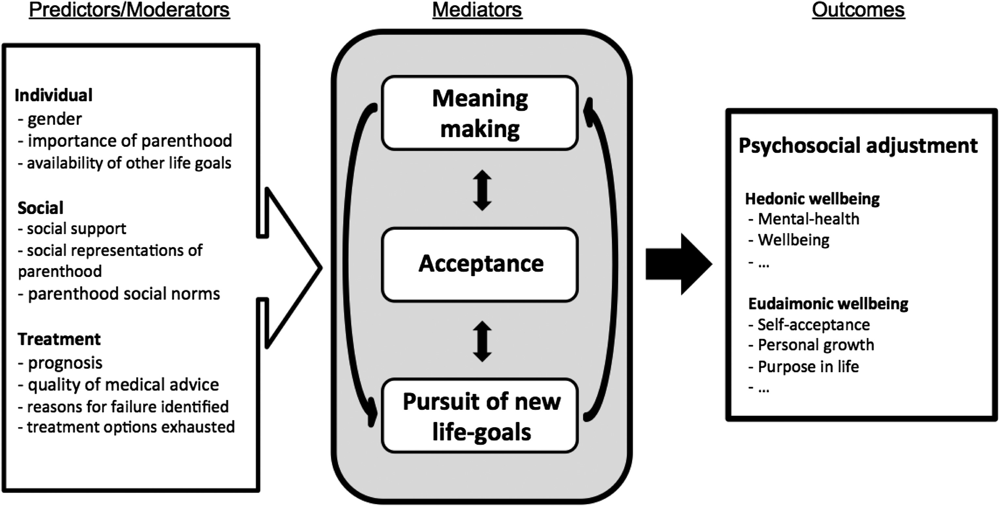 Predictors/Moderators
Individual
- gender
- importance of parenthood
- availability of other life goals
Social
- social support
- social representations of
parenthood
- parenthood social norms
Treatment
- prognosis
- quality of medical advice
- reasons for failure identified
- treatment options exhausted
Mediators
Meaning
making
Acceptance
Pursuit of new
life-goals
Outcomes
Psychosocial adjustment
Hedonic wellbeing
- Mental-health
- Wellbeing
- ...
Eudaimonic wellbeing
- Self-acceptance
- Personal growth
- Purpose in life
- ...